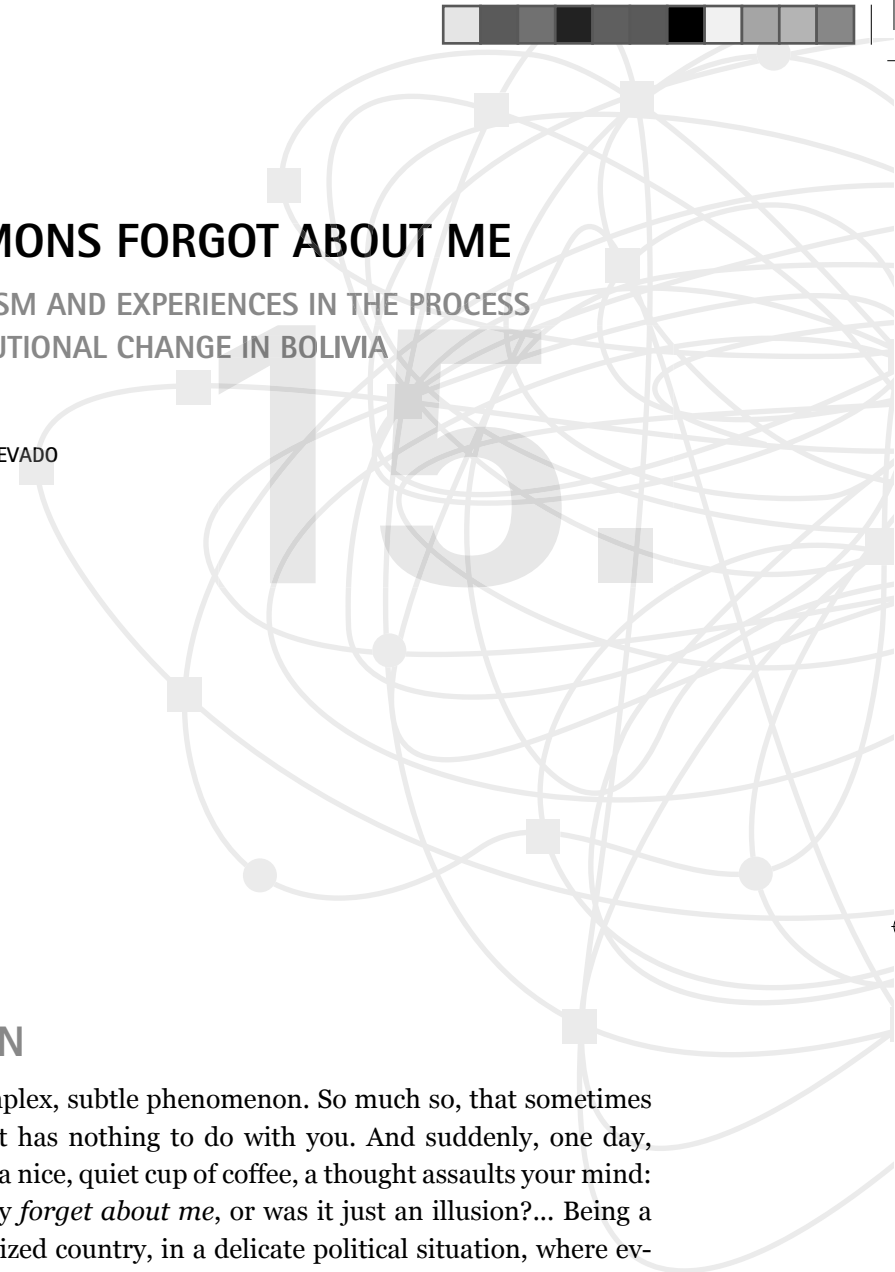 MONS FORGOT ABOUT ME
SM AND EXPERIENCES IN THE PROCESS
UTIONAL CHANGE IN BOLIVIA
15.
EVADO
N
nplex, subtle phenomenon. So much so, that sometimes
t has nothing to do with you. And suddenly, one day,
a nice, quiet cup of coffee, a thought assaults your mind:
y forget about me, or was it just an illusion?... Being a
ized country, in a delicate political situation, where ev-